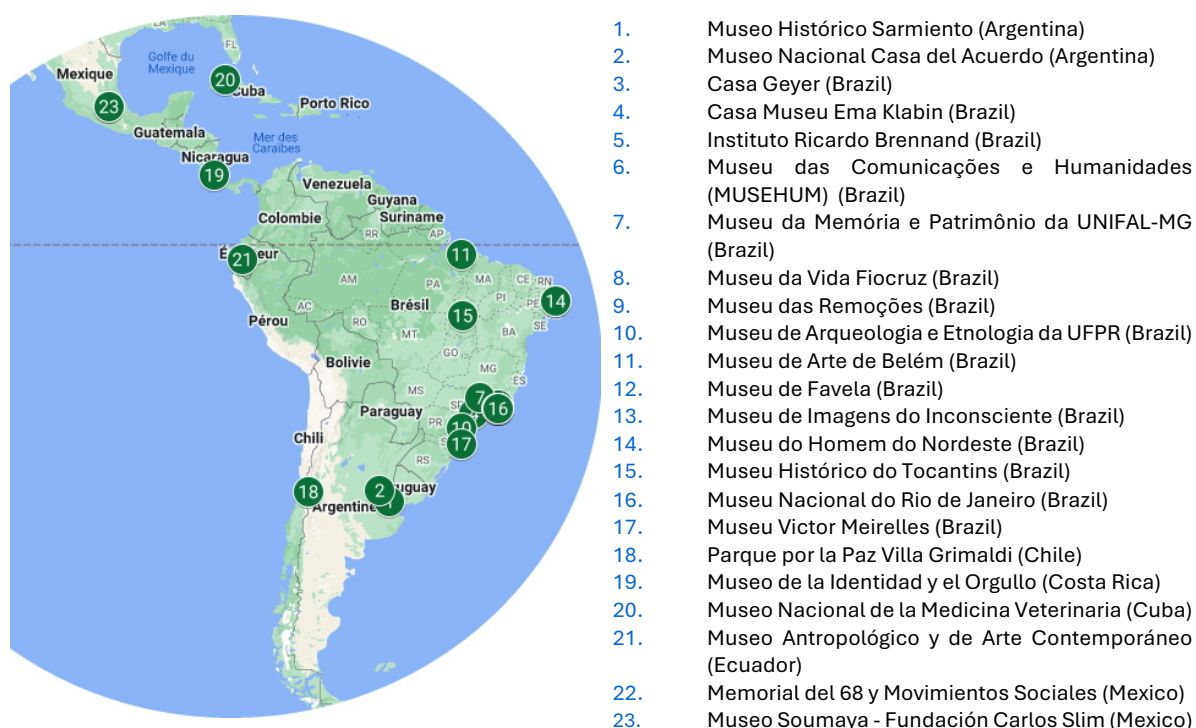 FL
LA
Golfe du
Mexique
Mexique
20
Cuba
23
Porto Rico
Guatemala
Mer des
Caraïbes
Nicaragua
19
Venezuela
Guyana
Colombie
Suriname
RR
AP
21
11
AM
PA
MA
CE
RN
PI
PE
14
AC
Brésil
15
Pérou
RO
MT
BA
SE
GO
Bolivie
MG
ES
MS
7
SP
16
Paraguay
PR
10
17
Chili
RS
18
2
Argentine
1
1. Museo Histórico Sarmiento (Argentina)
2. Museo Nacional Casa del Acuerdo (Argentina)
3. Casa Geyer (Brazil)
4. Casa Museu Ema Klabin (Brazil)
5. Instituto Ricardo Brennand (Brazil)
6. Museu das Comunicações e Humanidades
(MUSEHUM) (Brazil)
7. Museu da Memória e Patrimônio da UNIFAL-MG
(Brazil)
8. Museu da Vida Fiocruz (Brazil)
9. Museu das Remoções (Brazil)
10. Museu de Arqueologia e Etnologia da UFPR (Brazil)
11. Museu de Arte de Belém (Brazil)
12. Museu de Favela (Brazil)
13. Museu de Imagens do Inconsciente (Brazil)
14. Museu do Homem do Nordeste (Brazil)
15. Museu Histórico do Tocantins (Brazil)
16. Museu Nacional do Rio de Janeiro (Brazil)
17. Museu Victor Meirelles (Brazil)
18. Parque por la Paz Villa Grimaldi (Chile)
19. Museo de la Identidad y el Orgullo (Costa Rica)
20. Museo Nacional de la Medicina Veterinaria (Cuba)
21. Museo Antropológico y de Arte Contemporáneo
(Ecuador)
22. Memorial del 68 y Movimientos Sociales (Mexico)
23. Museo Soumaya - Fundación Carlos Slim (Mexico)